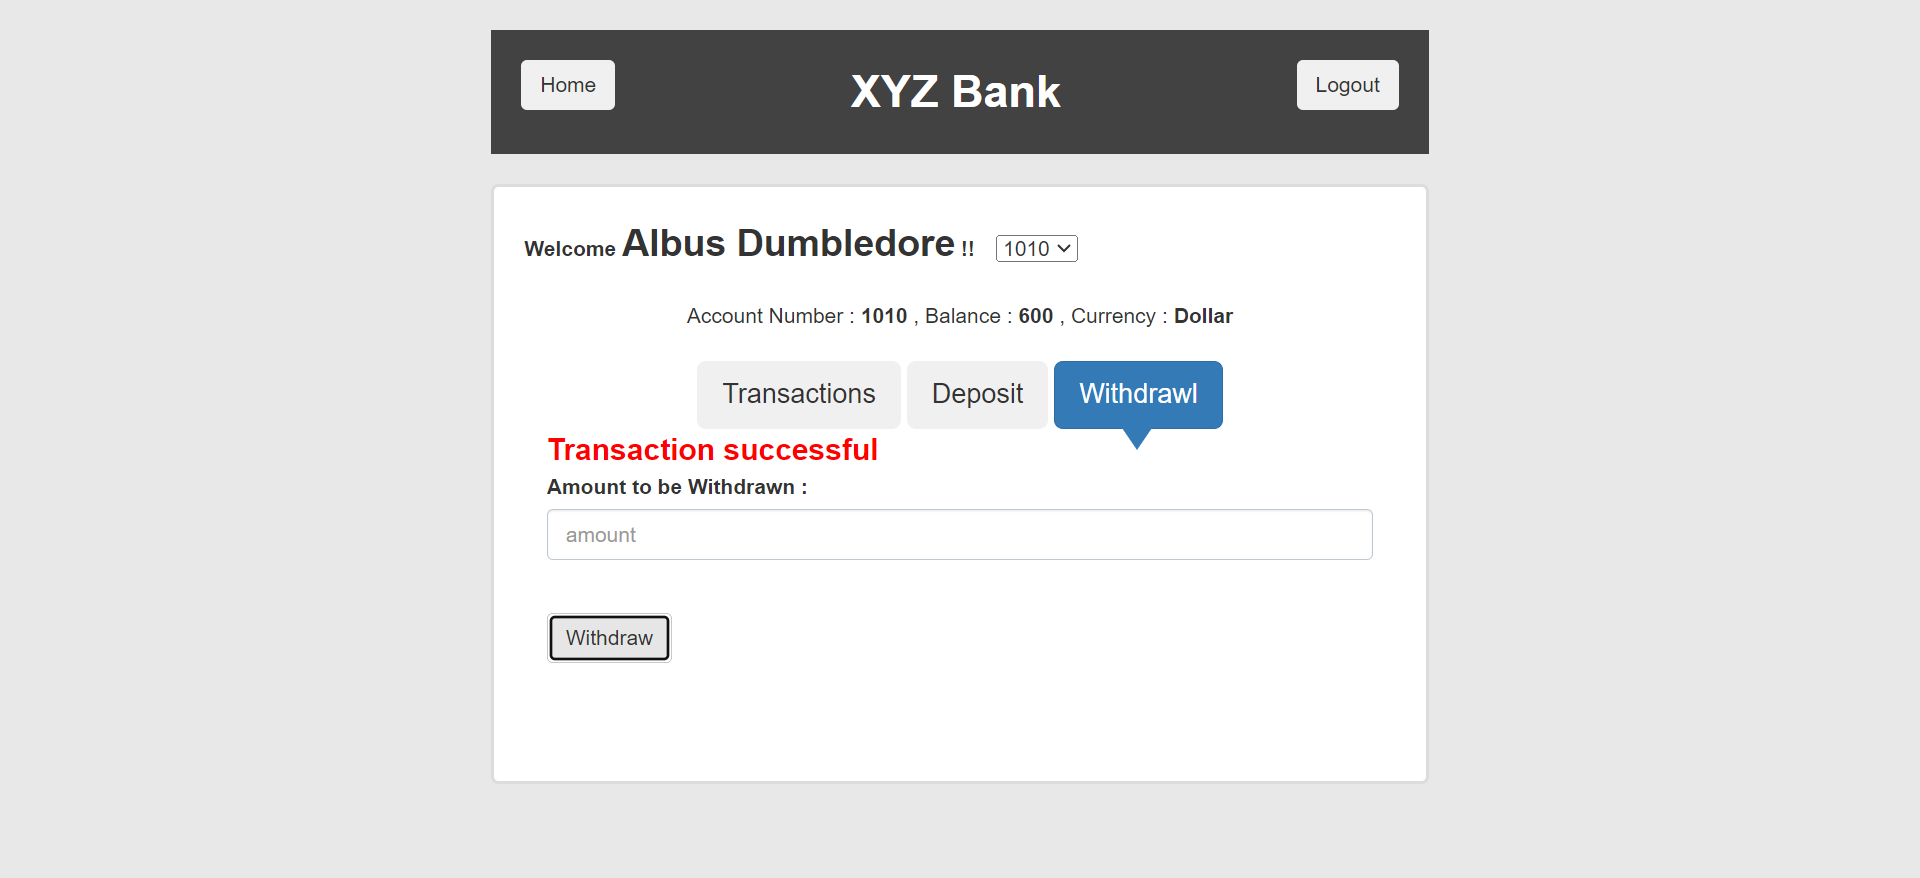 Home
XYZ Bank
Logout
Welcome Albus Dumbledore !! 1010
Account Number : 1010 , Balance : 600 , Currency : Dollar
Transactions
Deposit
Withdrawl
Transaction successful
Amount to be Withdrawn :
amount
Withdraw